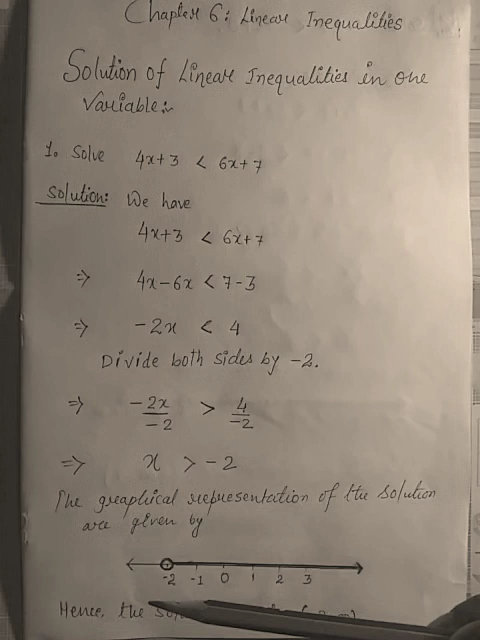 Chapter 6: Linear Inequalities
Solution of Linear Inequalities in one
Variable:-
1. Solve 4x+3 < 6x+7
Solution: We have
4x+3 < 6x+7
⇒ 4x-6x < 7-3
⇒ -2x < 4
Divide both sides by -2.
⇒ -2x/-2 > 4/-2
⇒ x > -2
The graphical representation of the solution
are given by
-2 -1 0 1 2 3
Hence, the